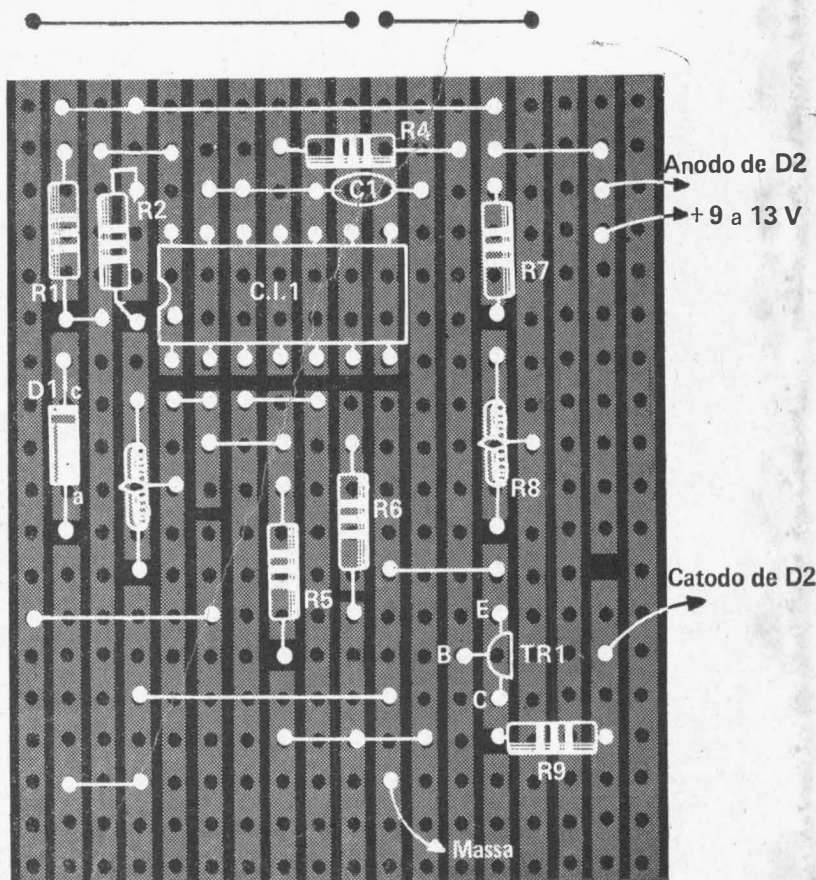 R4
Anodo de D2
C1
R2
+ 9 a 13 V
R1
C.I.1
R7
D1 c
a
R8
R6
R5
Catodo de D2
E
B
TR1
C
R9
Massa